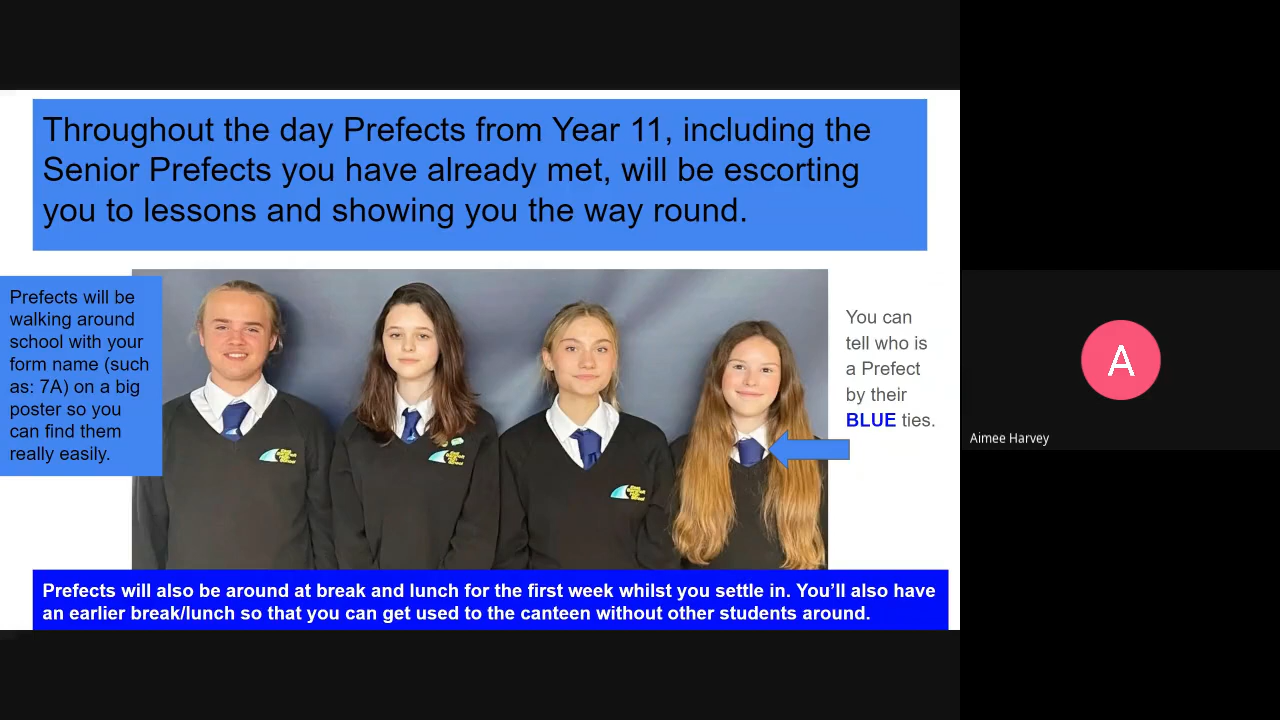 Throughout the day Prefects from Year 11, including the
Senior Prefects you have already met, will be escorting
you to lessons and showing you the way round.
Prefects will be
walking around
school with your
form name (such
as: 7A) on a big
poster so you
can find them
really easily.
You can
tell who is
a Prefect
by their
BLUE ties.
Prefects will also be around at break and lunch for the first week whilst you settle in. You’ll also have
an earlier break/lunch so that you can get used to the canteen without other students around.
A
Aimee Harvey